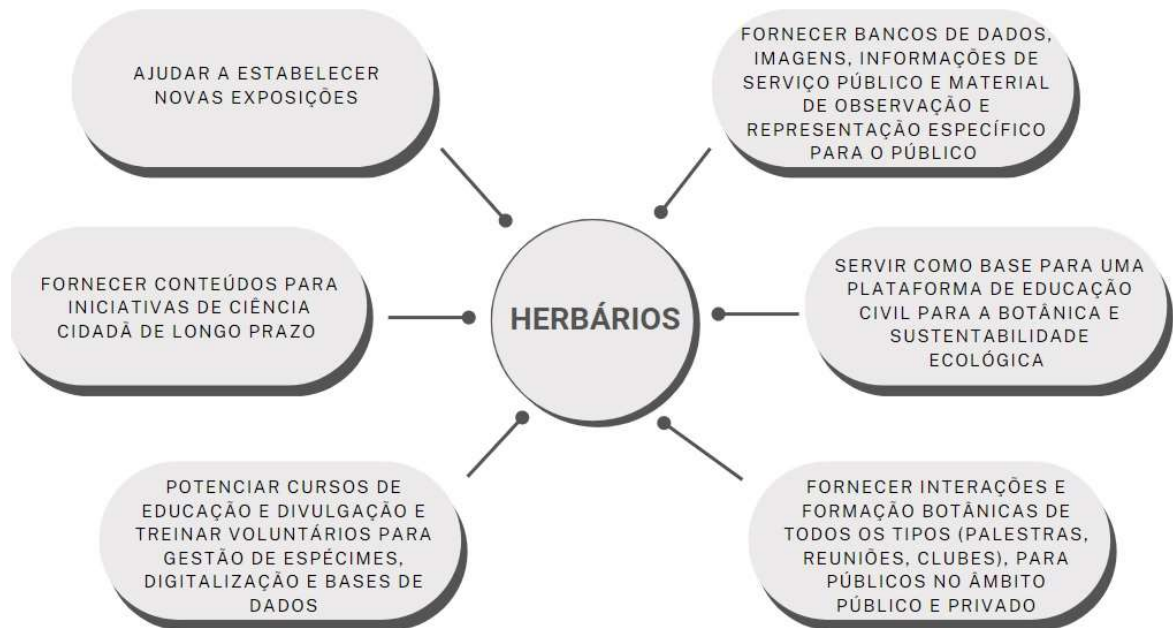 AJUDAR A ESTABELECER
NOVAS EXPOSIÇÕES
FORNECER BANCOS DE DADOS,
IMAGENS, INFORMAÇÕES DE
SERVIÇO PÚBLICO E MATERIAL
DE OBSERVAÇÃO E
REPRESENTAÇÃO ESPECÍFICO
PARA O PÚBLICO
FORNECER CONTEÚDOS PARA
INICIATIVAS DE CIÊNCIA
CIDADÃ DE LONGO PRAZO
HERBÁRIOS
SERVIR COMO BASE PARA UMA
PLATAFORMA DE EDUCAÇÃO
CIVIL PARA A BOTÂNICA E
SUSTENTABILIDADE
ECOLÓGICA
POTENCIAR CURSOS DE
EDUCAÇÃO E DIVULGAÇÃO E
TREINAR VOLUNTÁRIOS PARA
GESTÃO DE ESPÉCIMES,
DIGITALIZAÇÃO E BASES DE
DADOS
FORNECER INTERAÇÕES E
FORMAÇÃO BOTÂNICAS DE
TODOS OS TIPOS (PALESTRAS,
REUNIÕES, CLUBES), PARA
PÚBLICOS NO ÂMBITO
PÚBLICO E PRIVADO